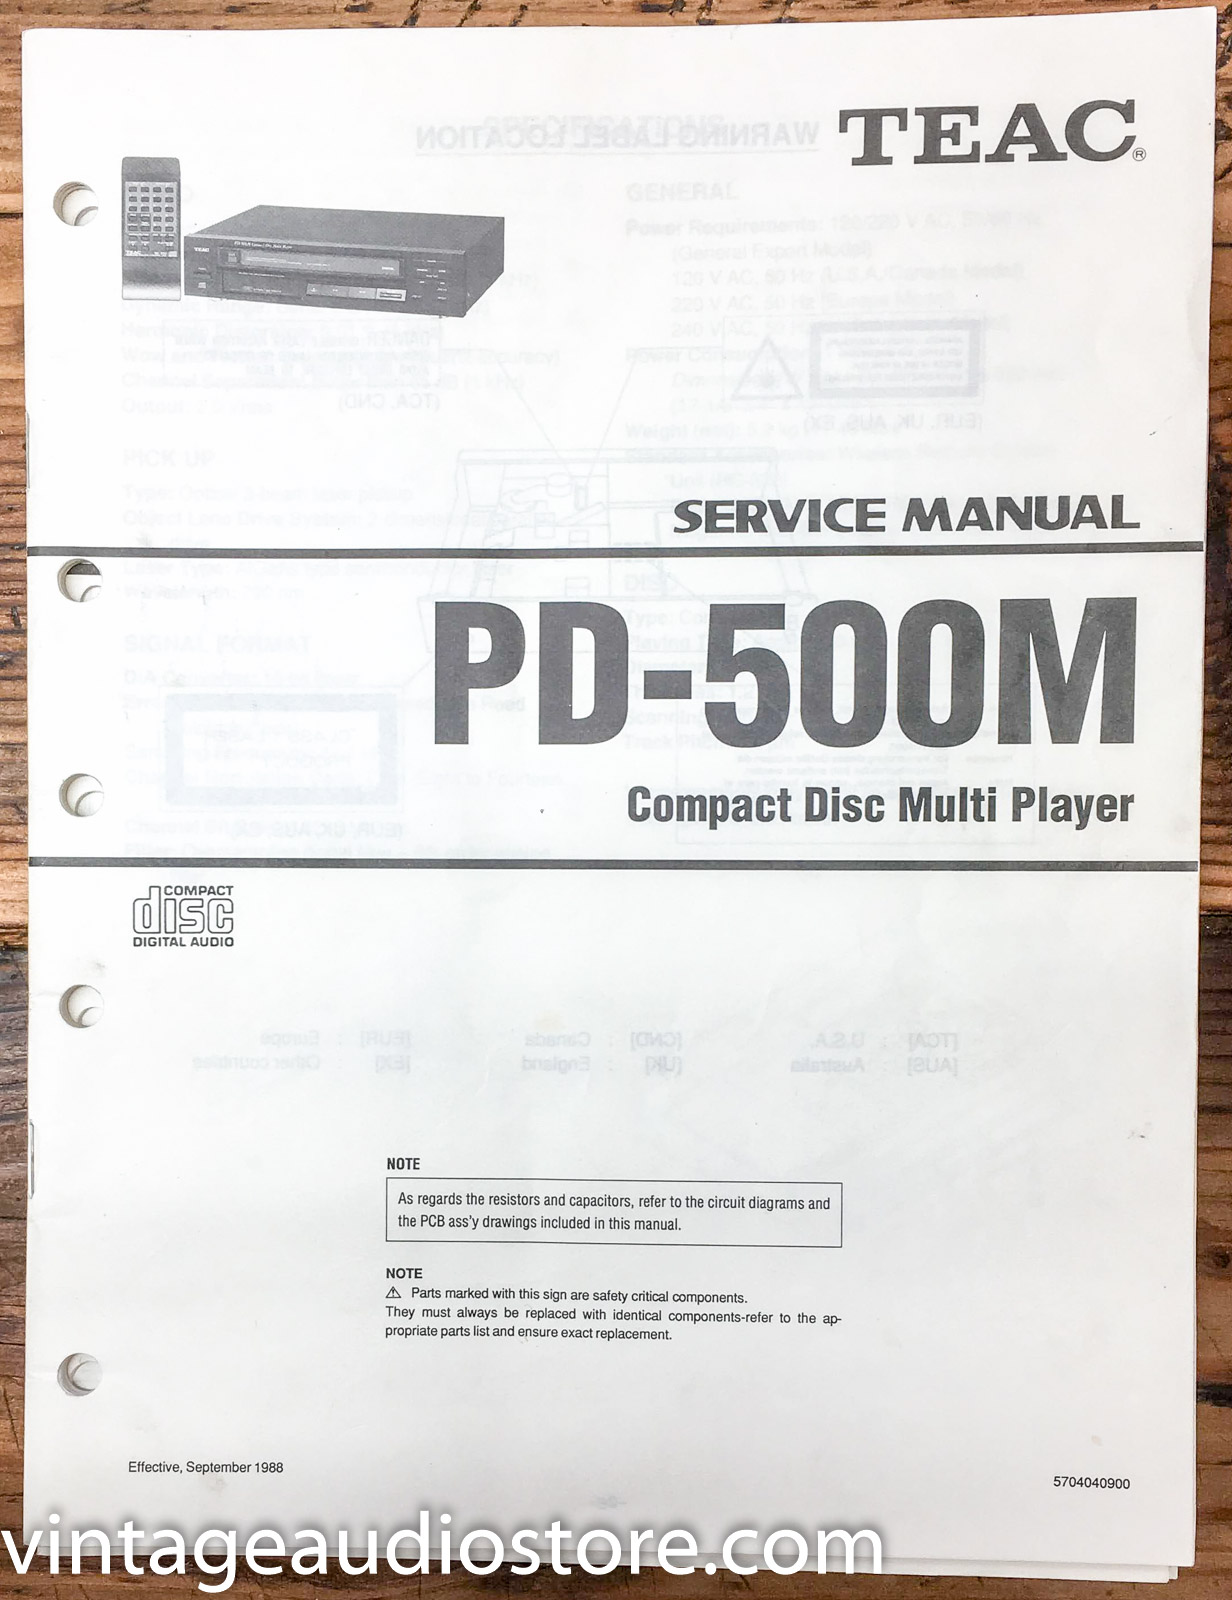 TEAC®
TEAC
SERVICE MANUAL
PD-500M
Compact Disc Multi Player
COMPACT
disc
DIGITAL AUDIO
NOTE
As regards the resistors and capacitors, refer to the circuit diagrams and
the PCB ass'y drawings included in this manual.
NOTE
⚠ Parts marked with this sign are safety critical components.
They must always be replaced with identical components-refer to the ap-
propriate parts list and ensure exact replacement.
Effective, September 1988
5704040900
vintageaudiostore.com